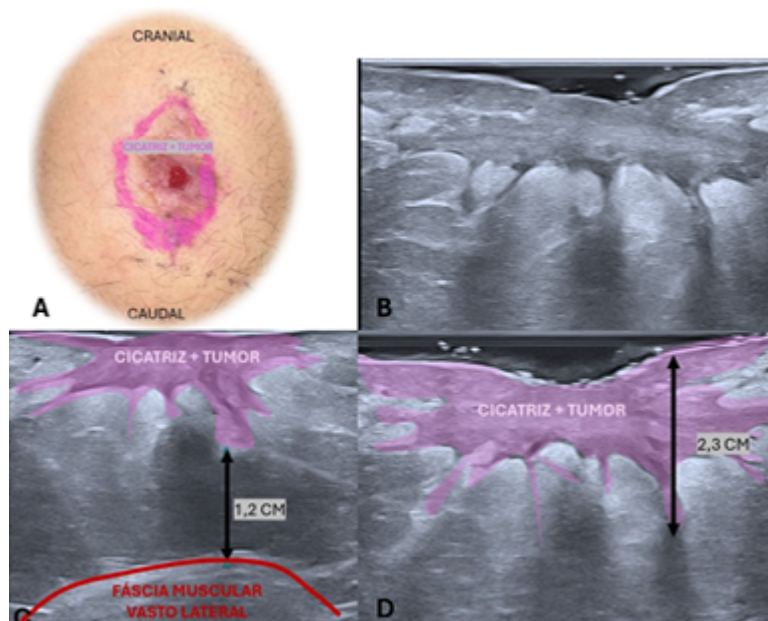 CRANIAL
CICATRIZ + TUMOR
A
CAUDAL
B
CICATRIZ + TUMOR
1,2 CM
FÁSCIA MUSCULAR
VASTO LATERAL
C
CICATRIZ + TUMOR
2,3 CM
D